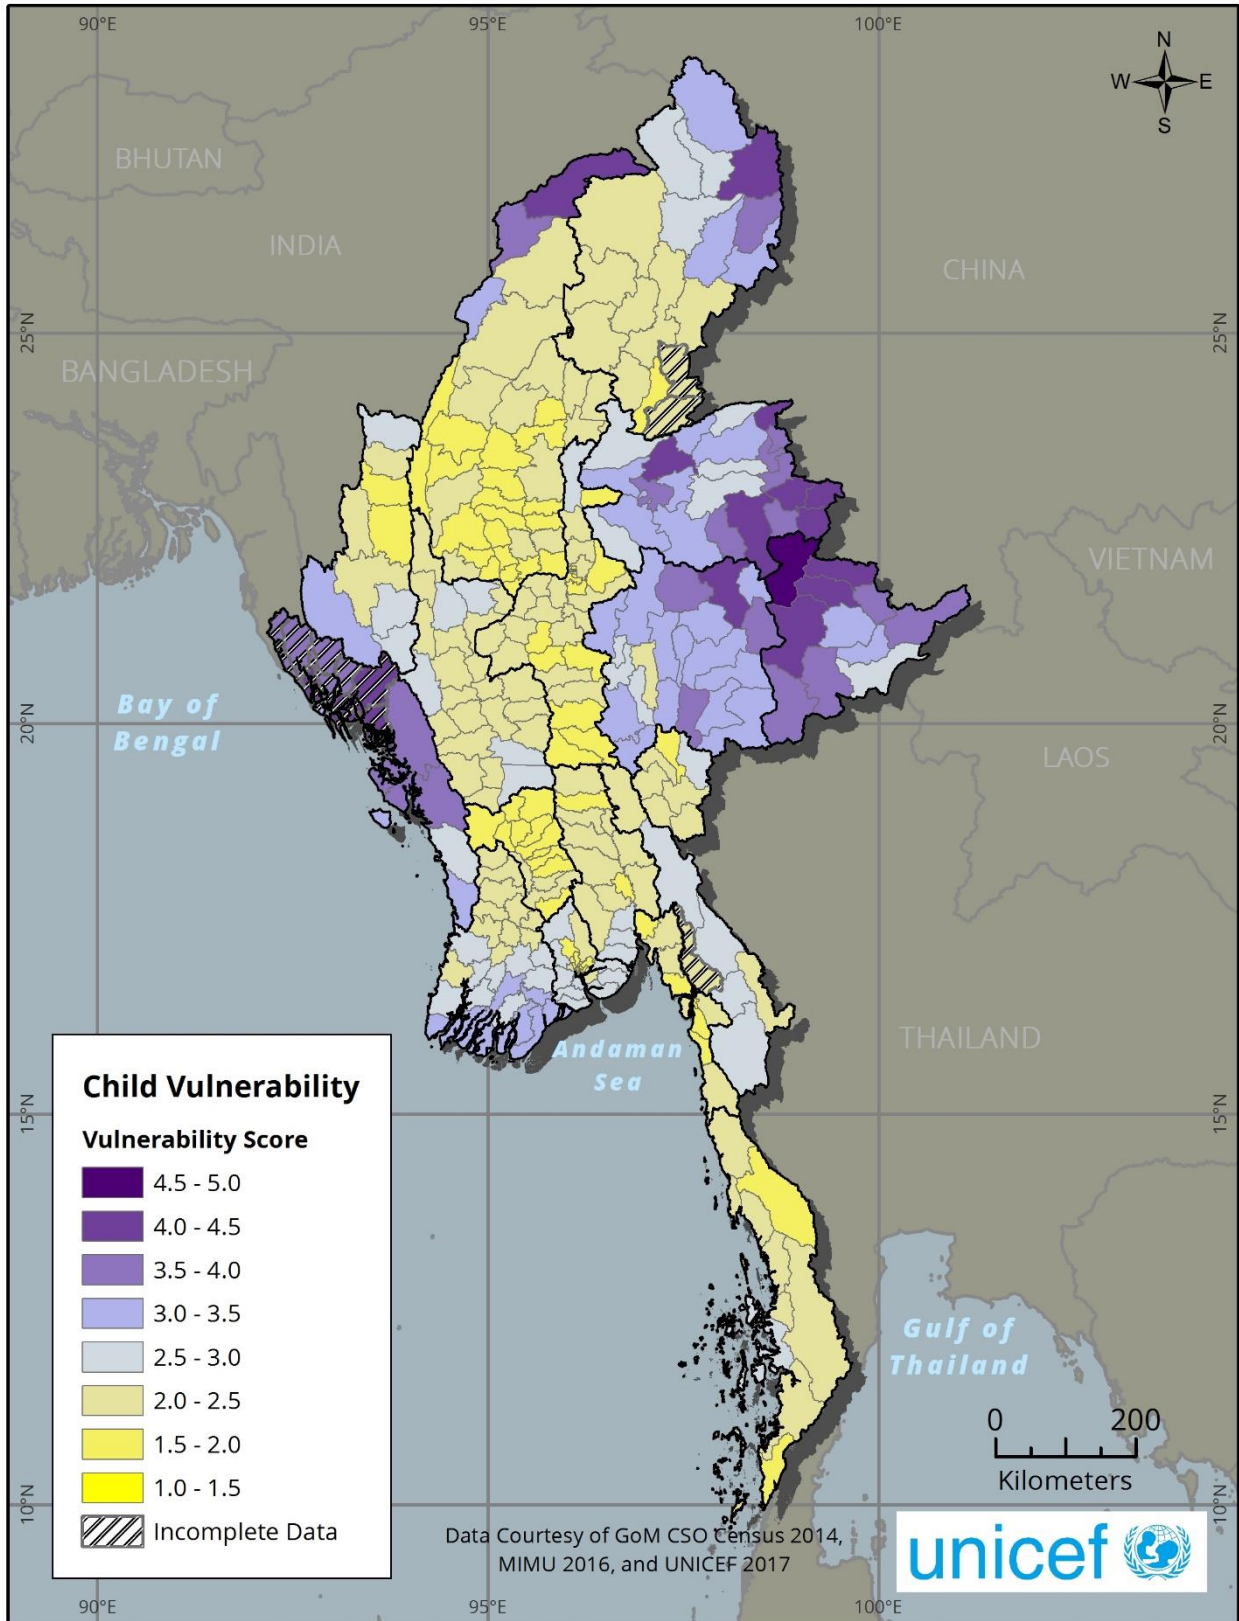 90°E
95°E
100°E
N
W E
S
BHUTAN
INDIA
CHINA
25°N
25°N
BANGLADESH
VIETNAM
Bay of
Bengal
20°N
20°N
LAOS
THAILAND
Andaman
Sea
15°N
15°N
Child Vulnerability
Vulnerability Score
4.5 - 5.0
4.0 - 4.5
3.5 - 4.0
3.0 - 3.5
2.5 - 3.0
2.0 - 2.5
1.5 - 2.0
1.0 - 1.5
Incomplete Data
Gulf of
Thailand
0 200
Kilometers
10°N
10°N
Data Courtesy of GoM CSO Census 2014,
MIMU 2016, and UNICEF 2017
unicef
90°E
95°E
100°E